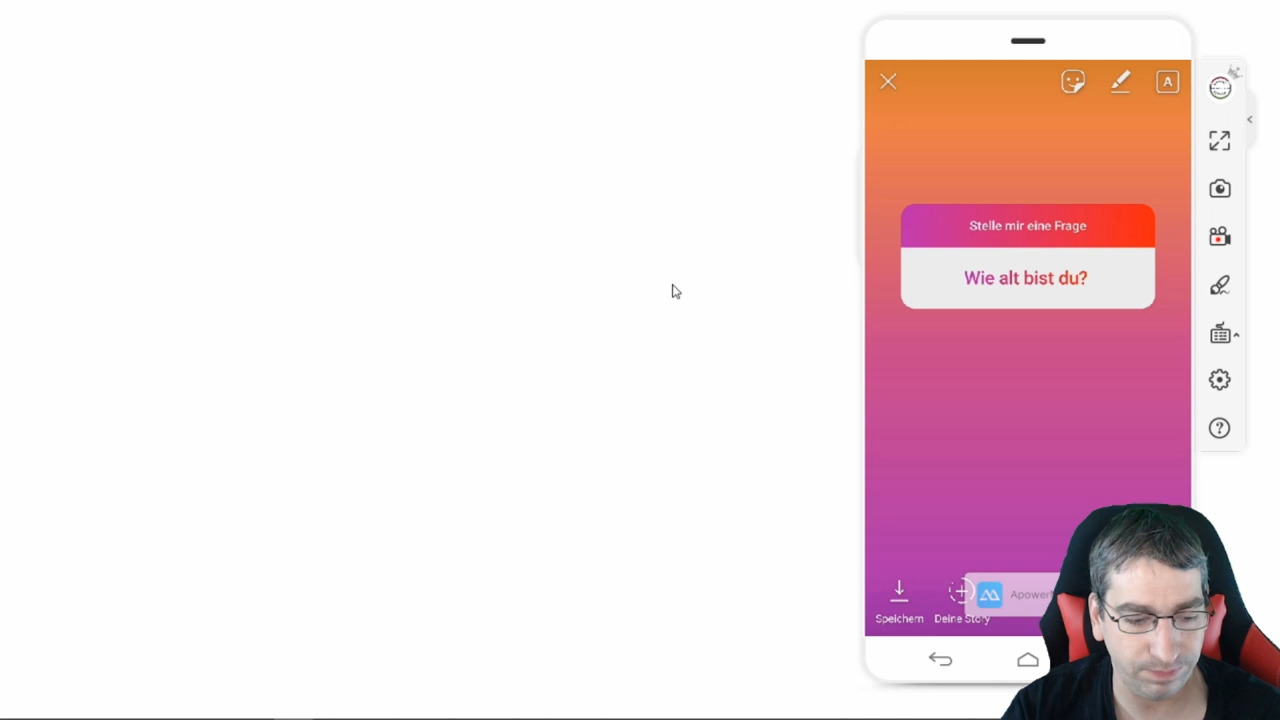 A
Stelle mir eine Frage
Wie alt bist du?
Speichern
Deine Story